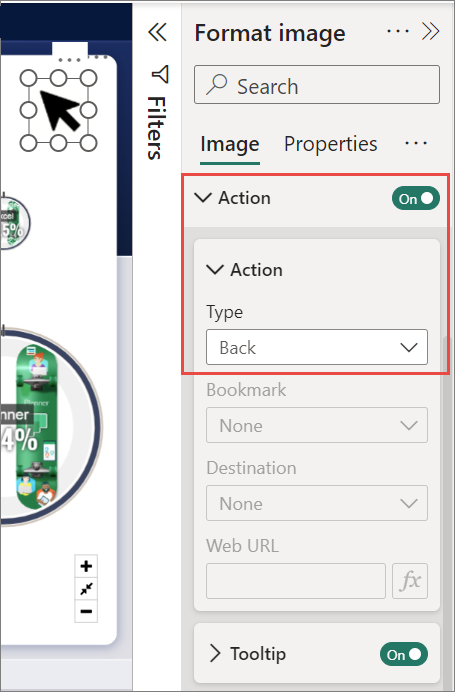 Format image
Search
Filters
Image Properties
Action
On
Action
Type
Back
Bookmark
None
Destination
None
Web URL
fx
Tooltip
On
5%
nner
4%